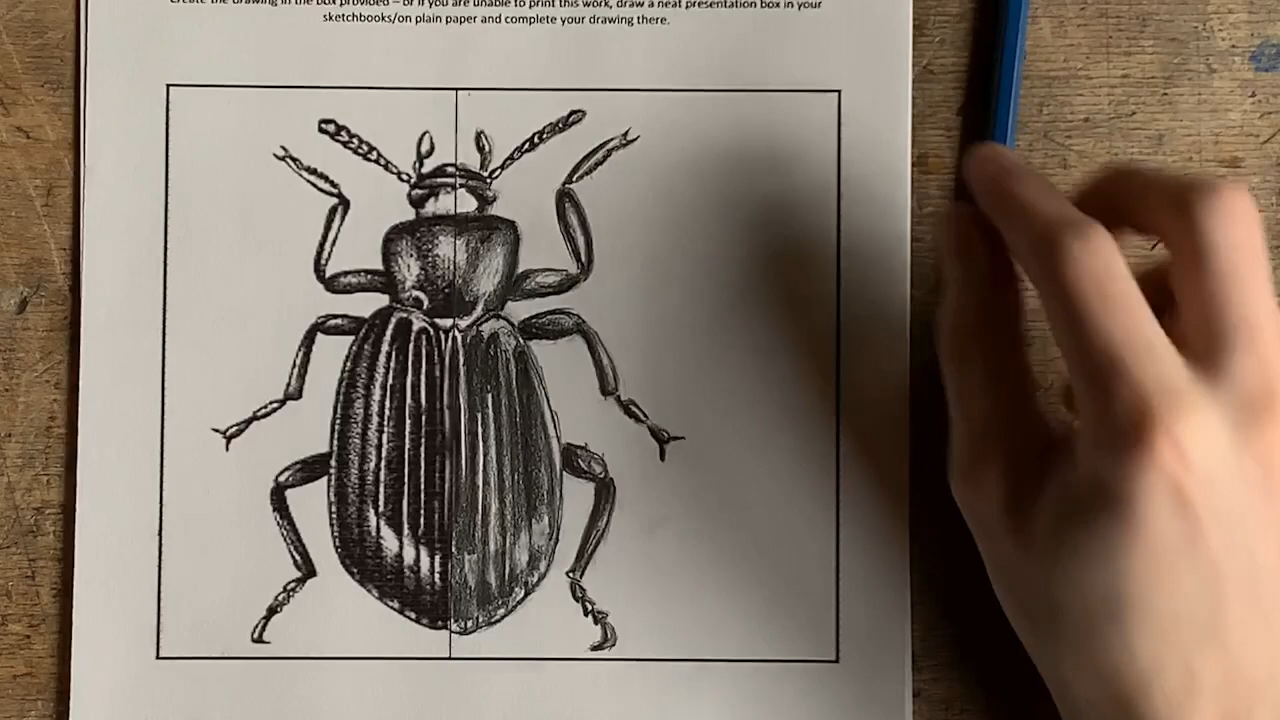 Create the drawing in the box provided – or if you are unable to print this work, draw a neat presentation box in your
sketchbooks/on plain paper and complete your drawing there.